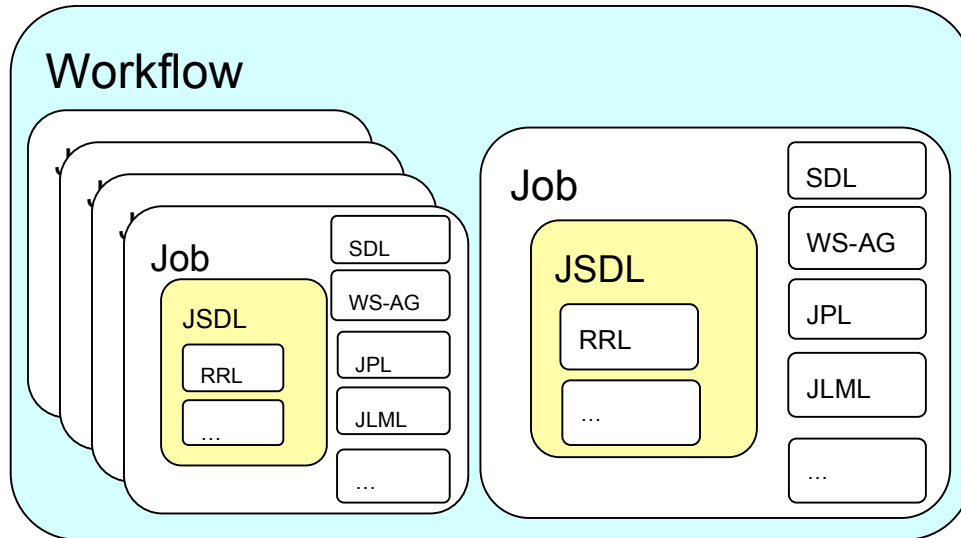 Workflow
J
J
J
J
Job
JSDL
RRL
...
SDL
WS-AG
JPL
JLML
...
Job
JSDL
RRL
...
SDL
WS-AG
JPL
JLML
...